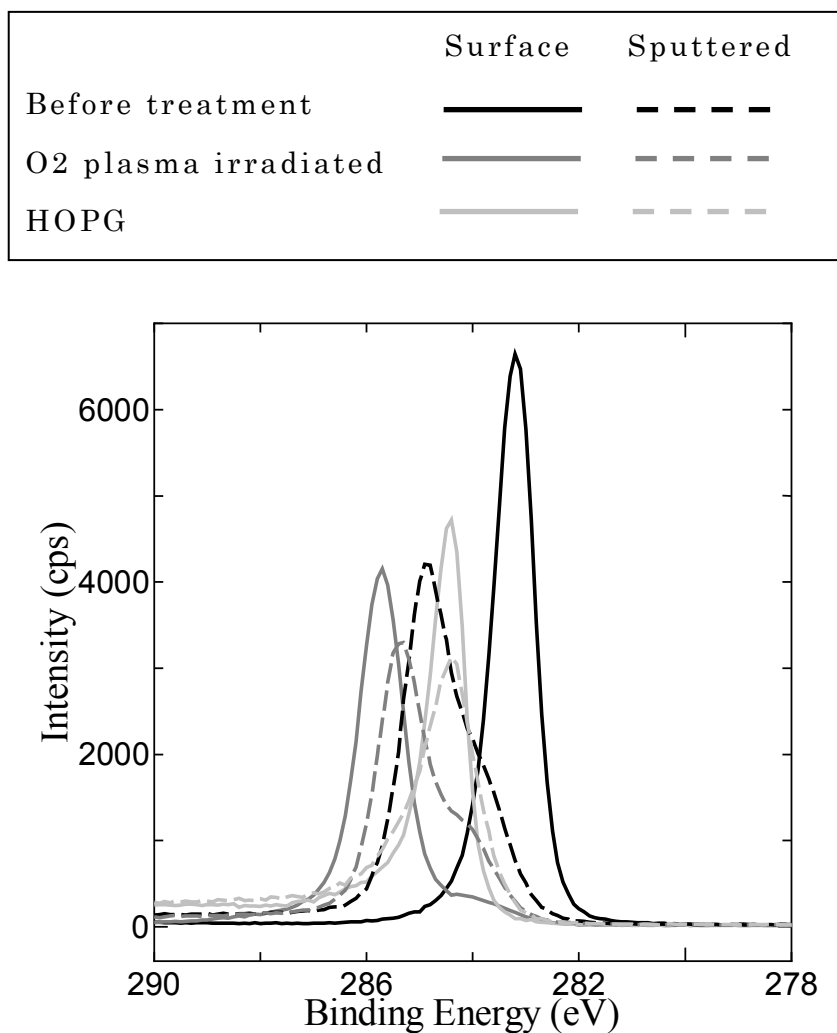 Surface Sputtered
Before treatment
O2 plasma irradiated
HOPG
6000
4000
2000
0
Intensity (cps)
290 286 282 278
Binding Energy (eV)